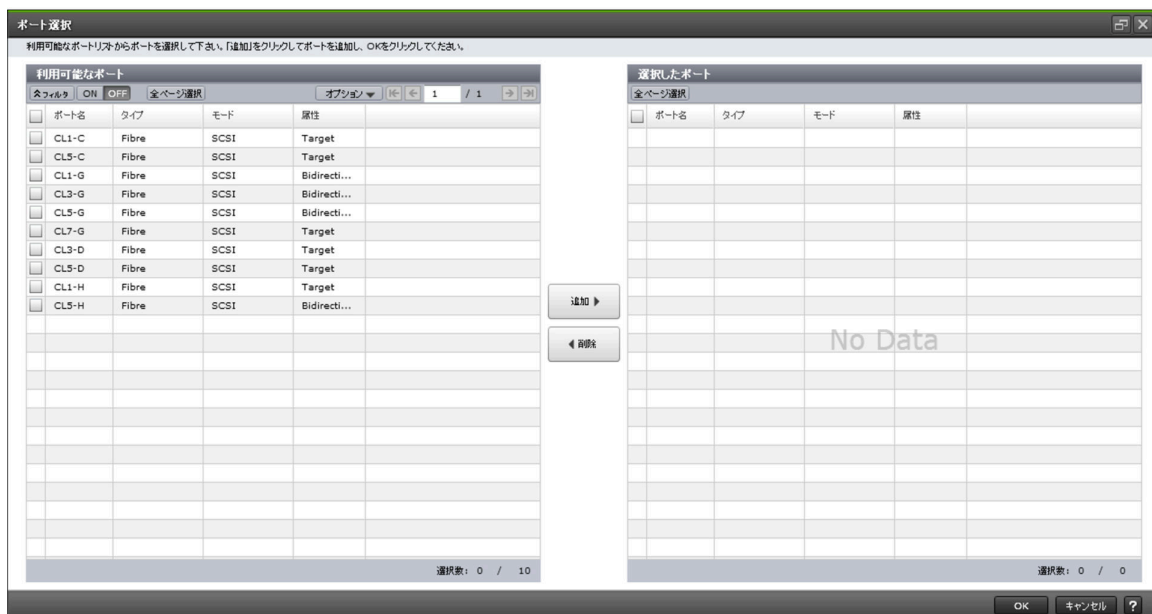 ポート選択
利用可能なポートリストからポートを選択して下さい。「追加」をクリックしてポートを追加し、OKをクリックしてください。
利用可能なポート
フィルタ ON OFF 全ページ選択 オプション 1 / 1
ポート名 タイプ モード 属性
CL1-C Fibre SCSI Target
CL5-C Fibre SCSI Target
CL1-G Fibre SCSI Bidirecti...
CL3-G Fibre SCSI Bidirecti...
CL5-G Fibre SCSI Bidirecti...
CL7-G Fibre SCSI Target
CL3-D Fibre SCSI Target
CL5-D Fibre SCSI Target
CL1-H Fibre SCSI Target
CL5-H Fibre SCSI Bidirecti...
選択数: 0 / 10
追加
削除
選択したポート
全ページ選択
ポート名 タイプ モード 属性
No Data
選択数: 0 / 0
OK キャンセル ?